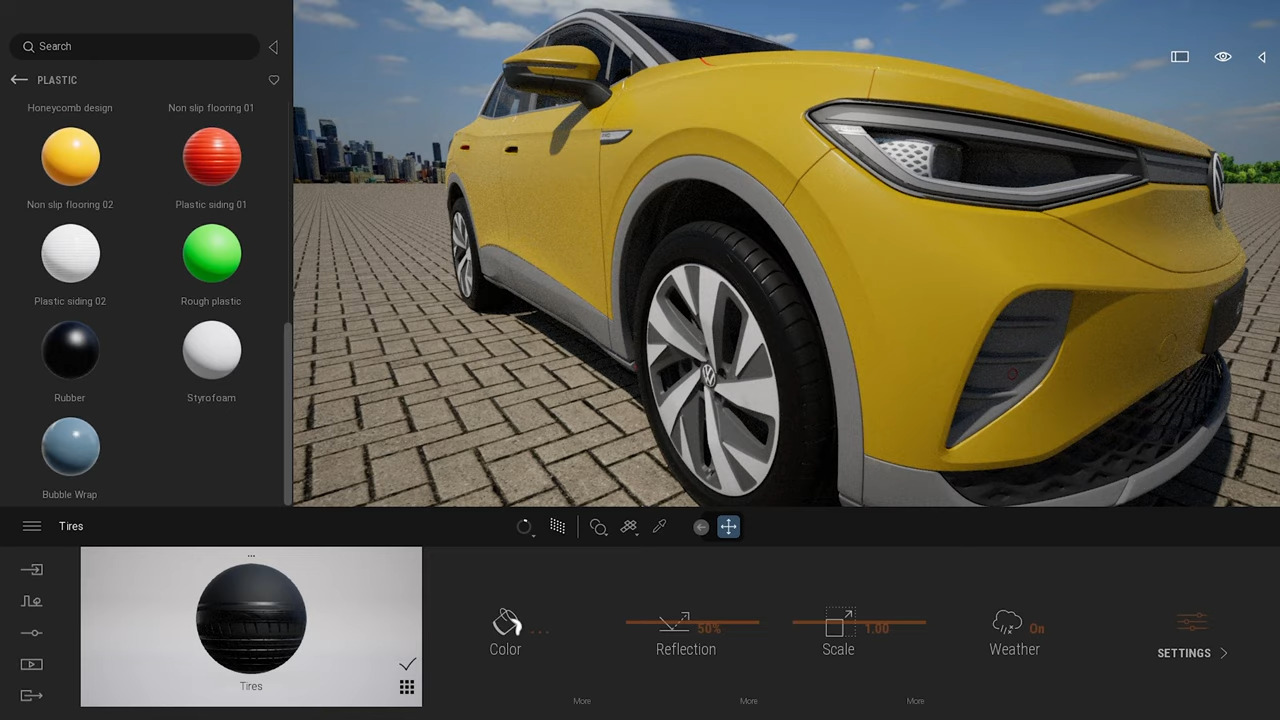 Search
PLASTIC
Honeycomb design
Non slip flooring 01
Non slip flooring 02
Plastic siding 01
Plastic siding 02
Rough plastic
Rubber
Styrofoam
Bubble Wrap
Tires
...
Tires
Color
...
Reflection
50%
Scale
1.00
Weather
On
SETTINGS
More
More
More